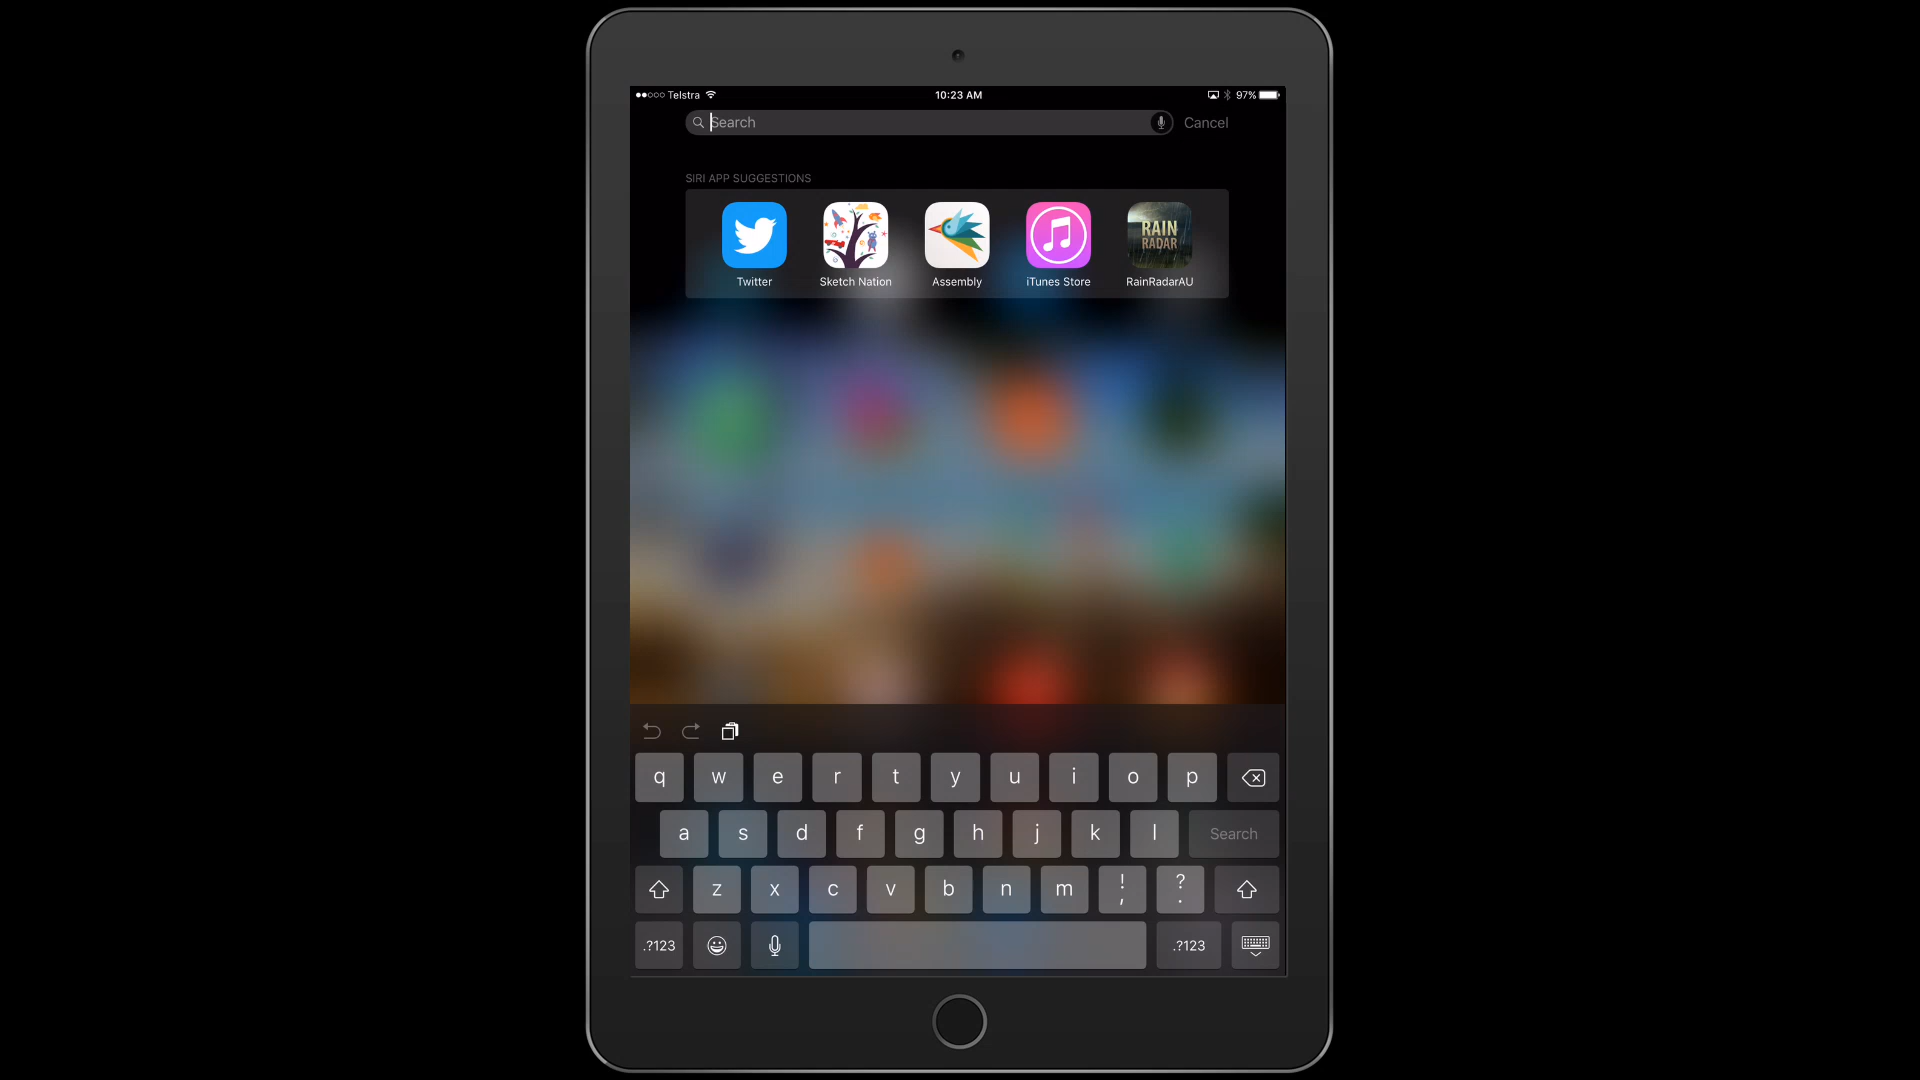 Telstra 10:23 AM 97%
Search Cancel
SIRI APP SUGGESTIONS
RAIN
RADAR
Twitter Sketch Nation Assembly iTunes Store RainRadarAU
q w e r t y u i o p
a s d f g h j k l Search
z x c v b n m ! ?
, .
.?123 .?123